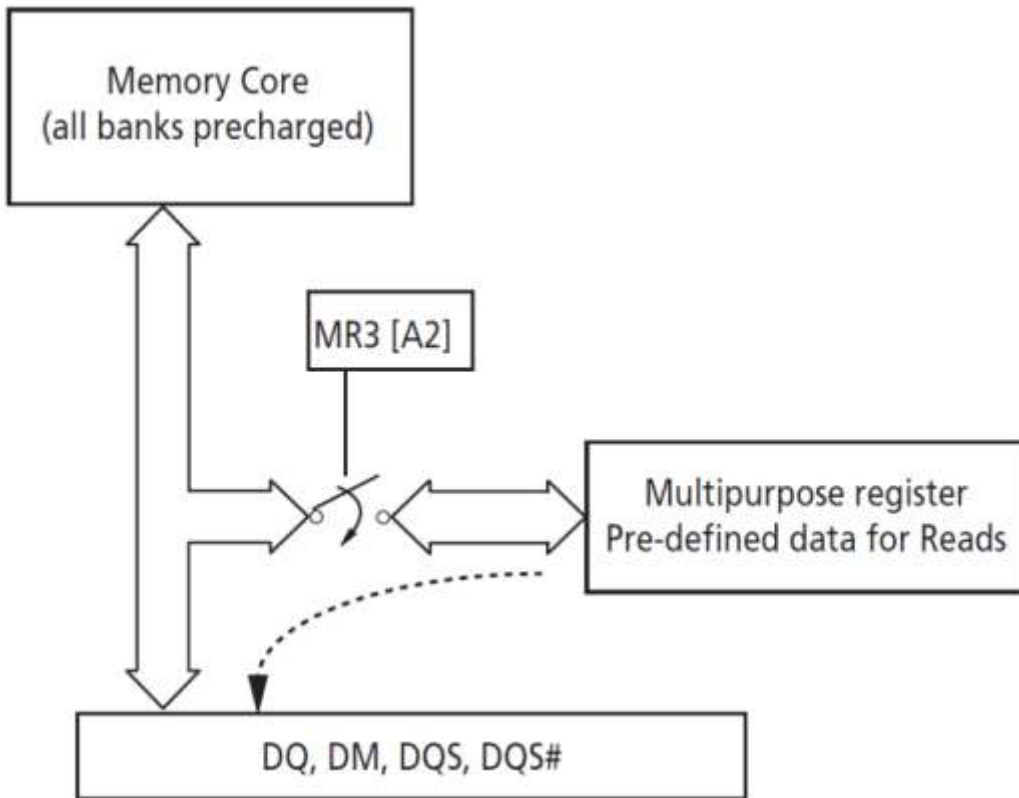 Memory Core
(all banks precharged)
MR3 [A2]
Multipurpose register
Pre-defined data for Reads
DQ, DM, DQS, DQS#